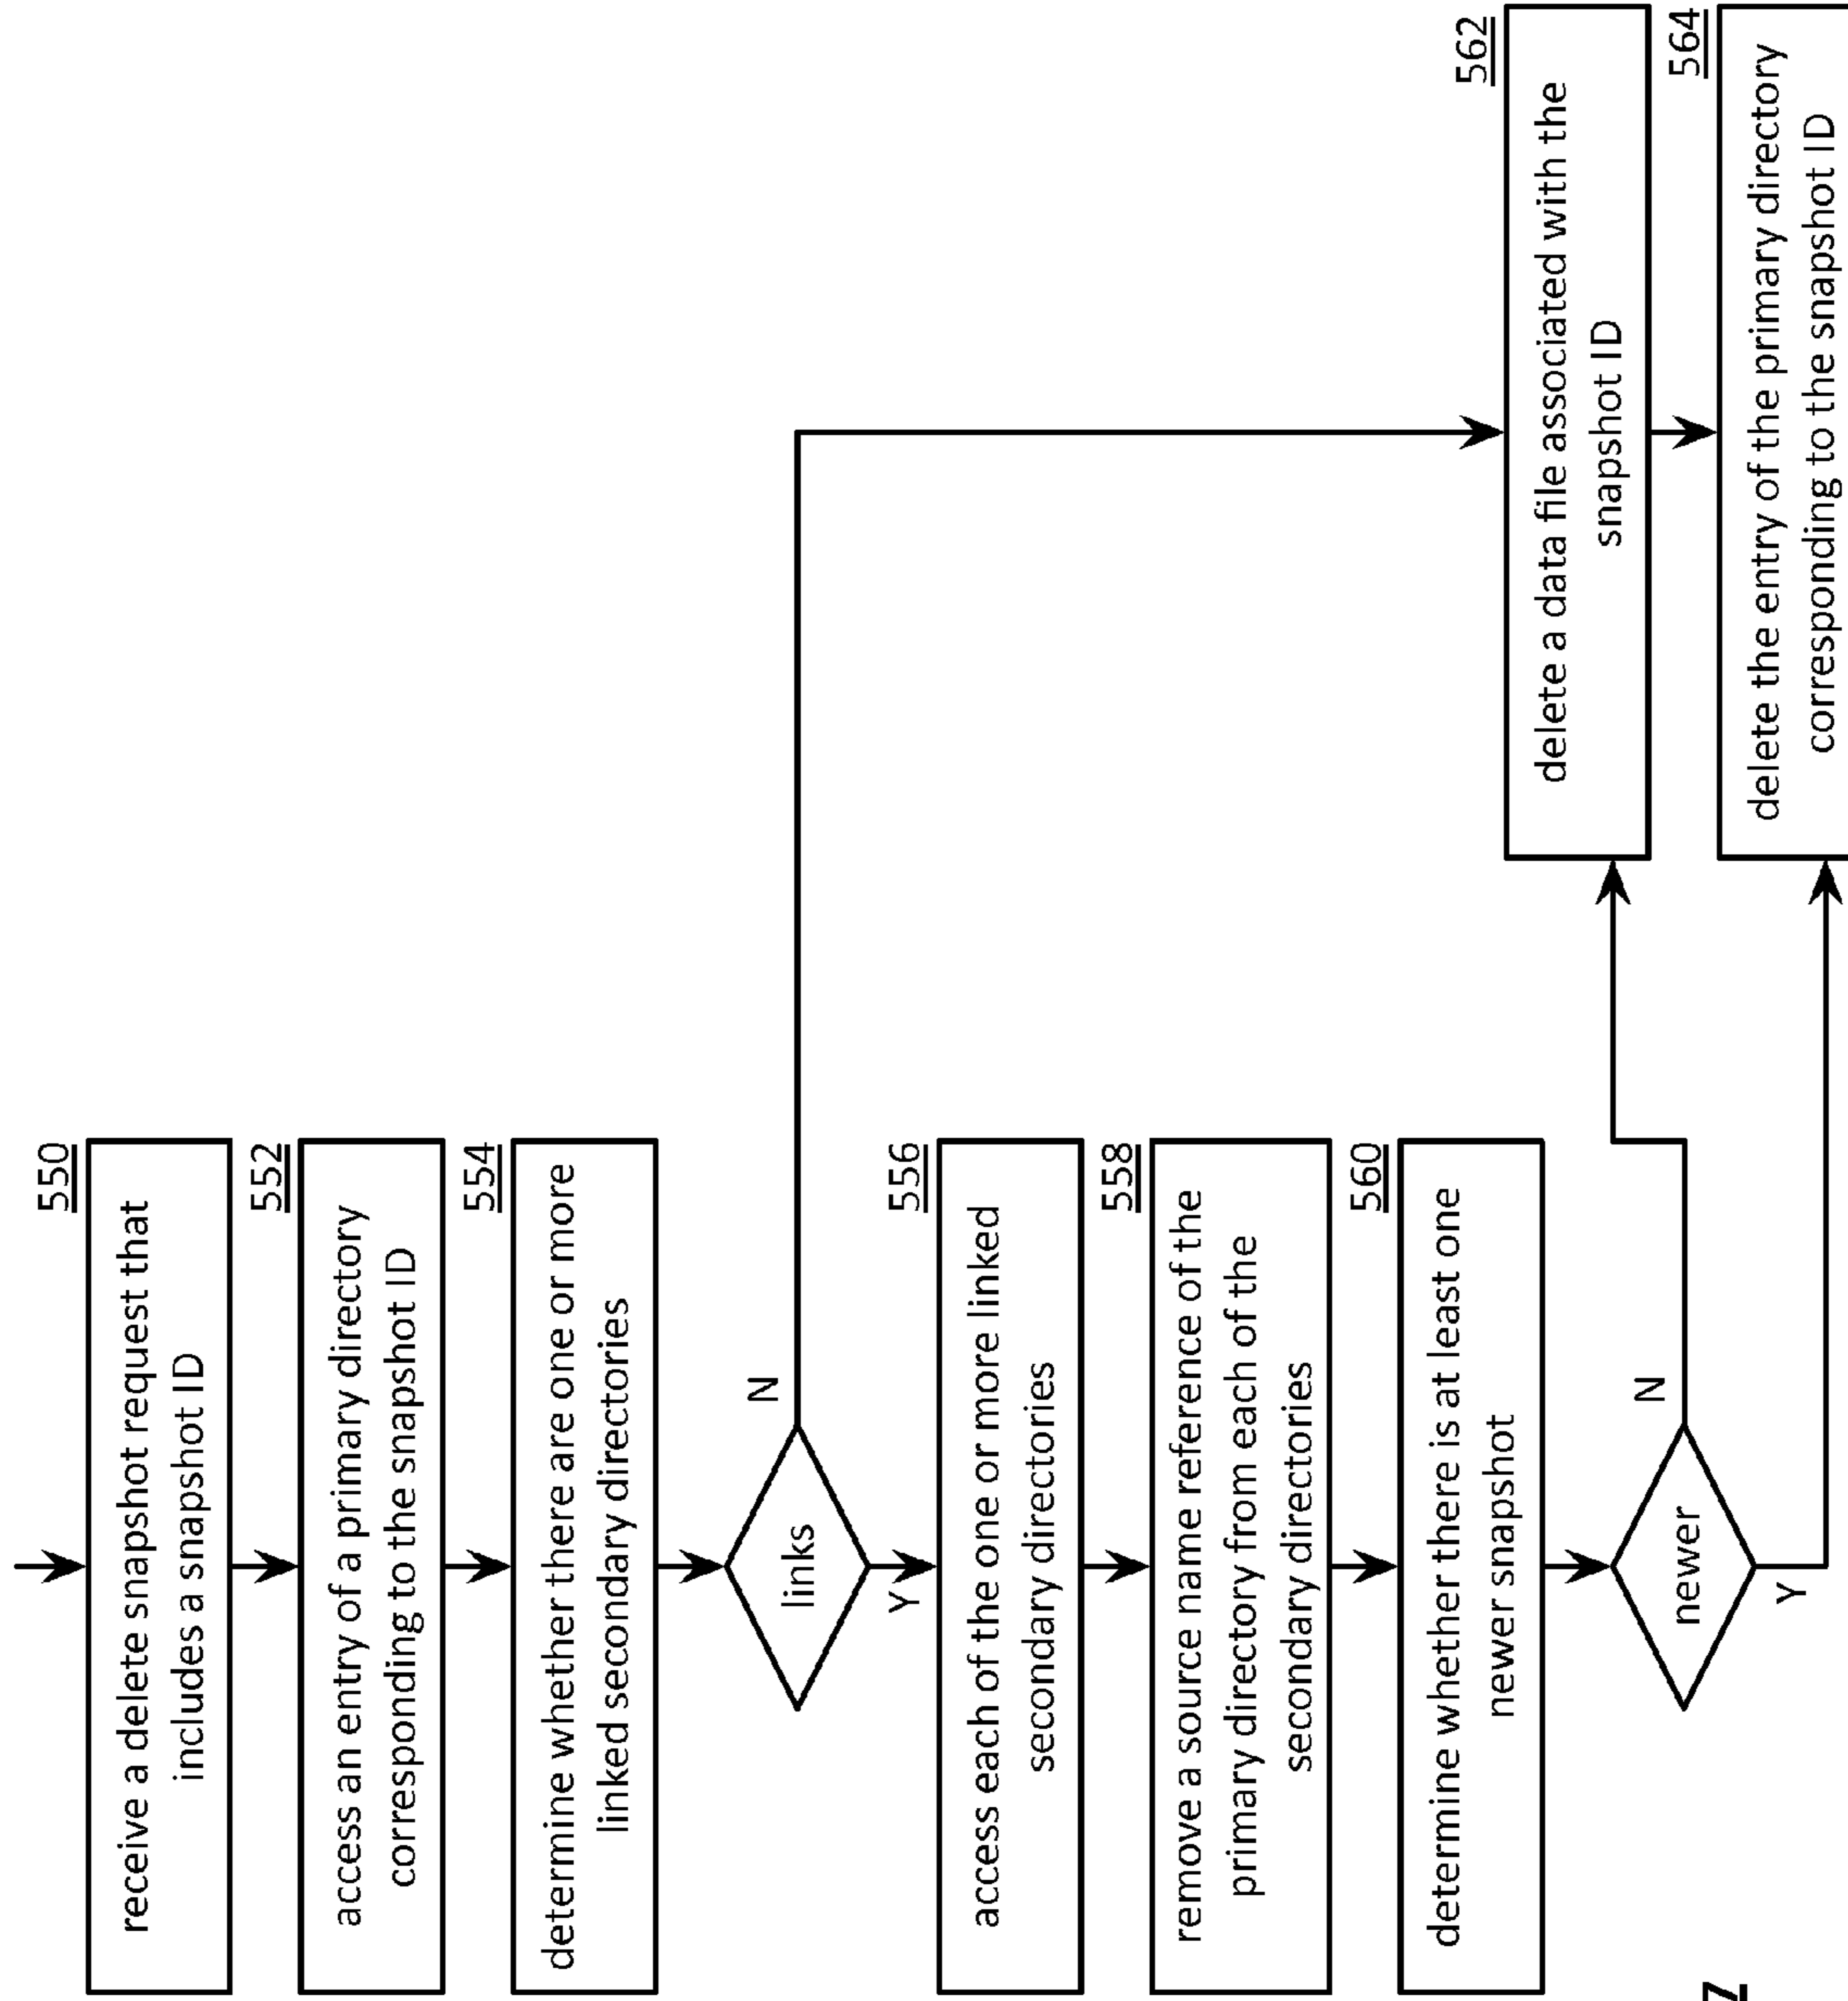 550
receive a delete snapshot request that
includes a snapshot ID
552
access an entry of a primary directory
corresponding to the snapshot ID
554
determine whether there are one or more
linked secondary directories
links
N
Y
556
access each of the one or more linked
secondary directories
558
remove a source name reference of the
primary directory from each of the
secondary directories
560
determine whether there is at least one
newer snapshot
newer
N
Y
562
delete a data file associated with the
snapshot ID
564
delete the entry of the primary directory
corresponding to the snapshot ID